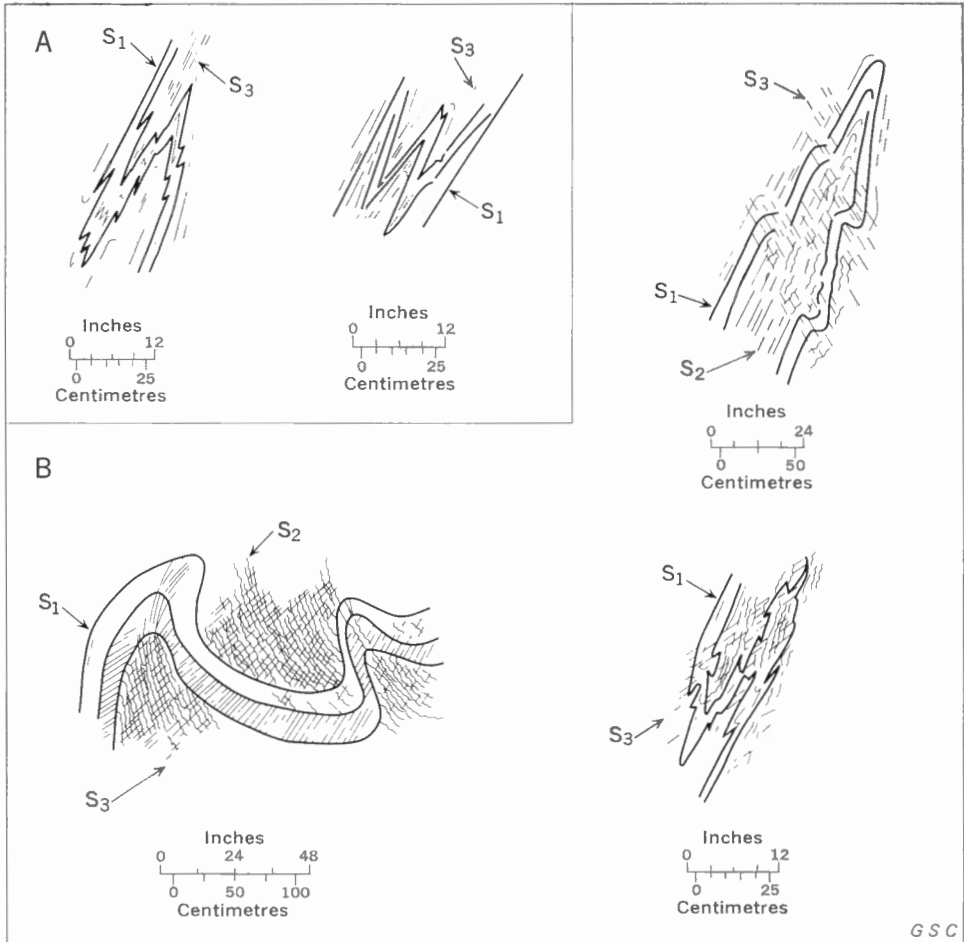 A
S1
S3
Inches
0 12
0 25
Centimetres
S3
S1
Inches
0 12
0 25
Centimetres
S3
S1
S2
Inches
0 24
0 50
Centimetres
B
S2
S1
S3
Inches
0 24 48
0 50 100
Centimetres
S1
S3
Inches
0 12
0 25
Centimetres
GSC